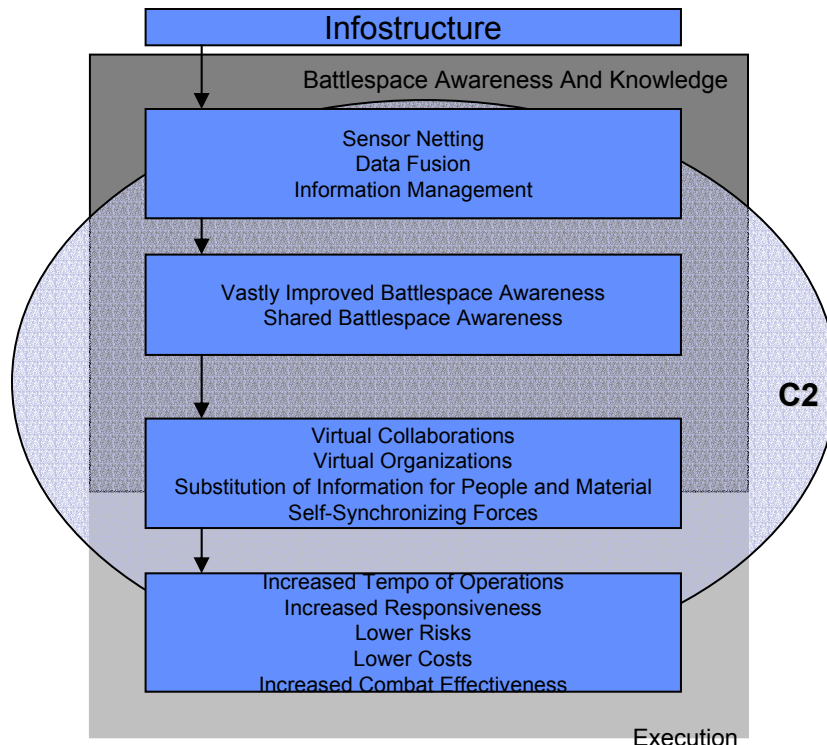 Infostructure
Battlespace Awareness And Knowledge
Sensor Netting
Data Fusion
Information Management
Vastly Improved Battlespace Awareness
Shared Battlespace Awareness
C2
Virtual Collaborations
Virtual Organizations
Substitution of Information for People and Material
Self-Synchronizing Forces
Increased Tempo of Operations
Increased Responsiveness
Lower Risks
Lower Costs
Increased Combat Effectiveness
Execution